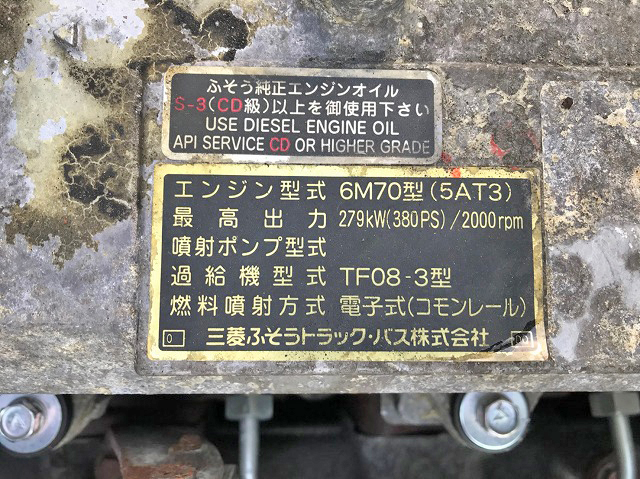 ふそう純正エンジンオイル
S-3(CD級)以上を御使用下さい
USE DIESEL ENGINE OIL
API SERVICE CD OR HIGHER GRADE
エンジン型式 6M70型(5AT3)
最高出力 279kW(380PS)/2000rpm
噴射ポンプ型式
過給機型式 TF08-3型
燃料噴射方式 電子式(コモンレール)
三菱ふそうトラック・バス株式会社